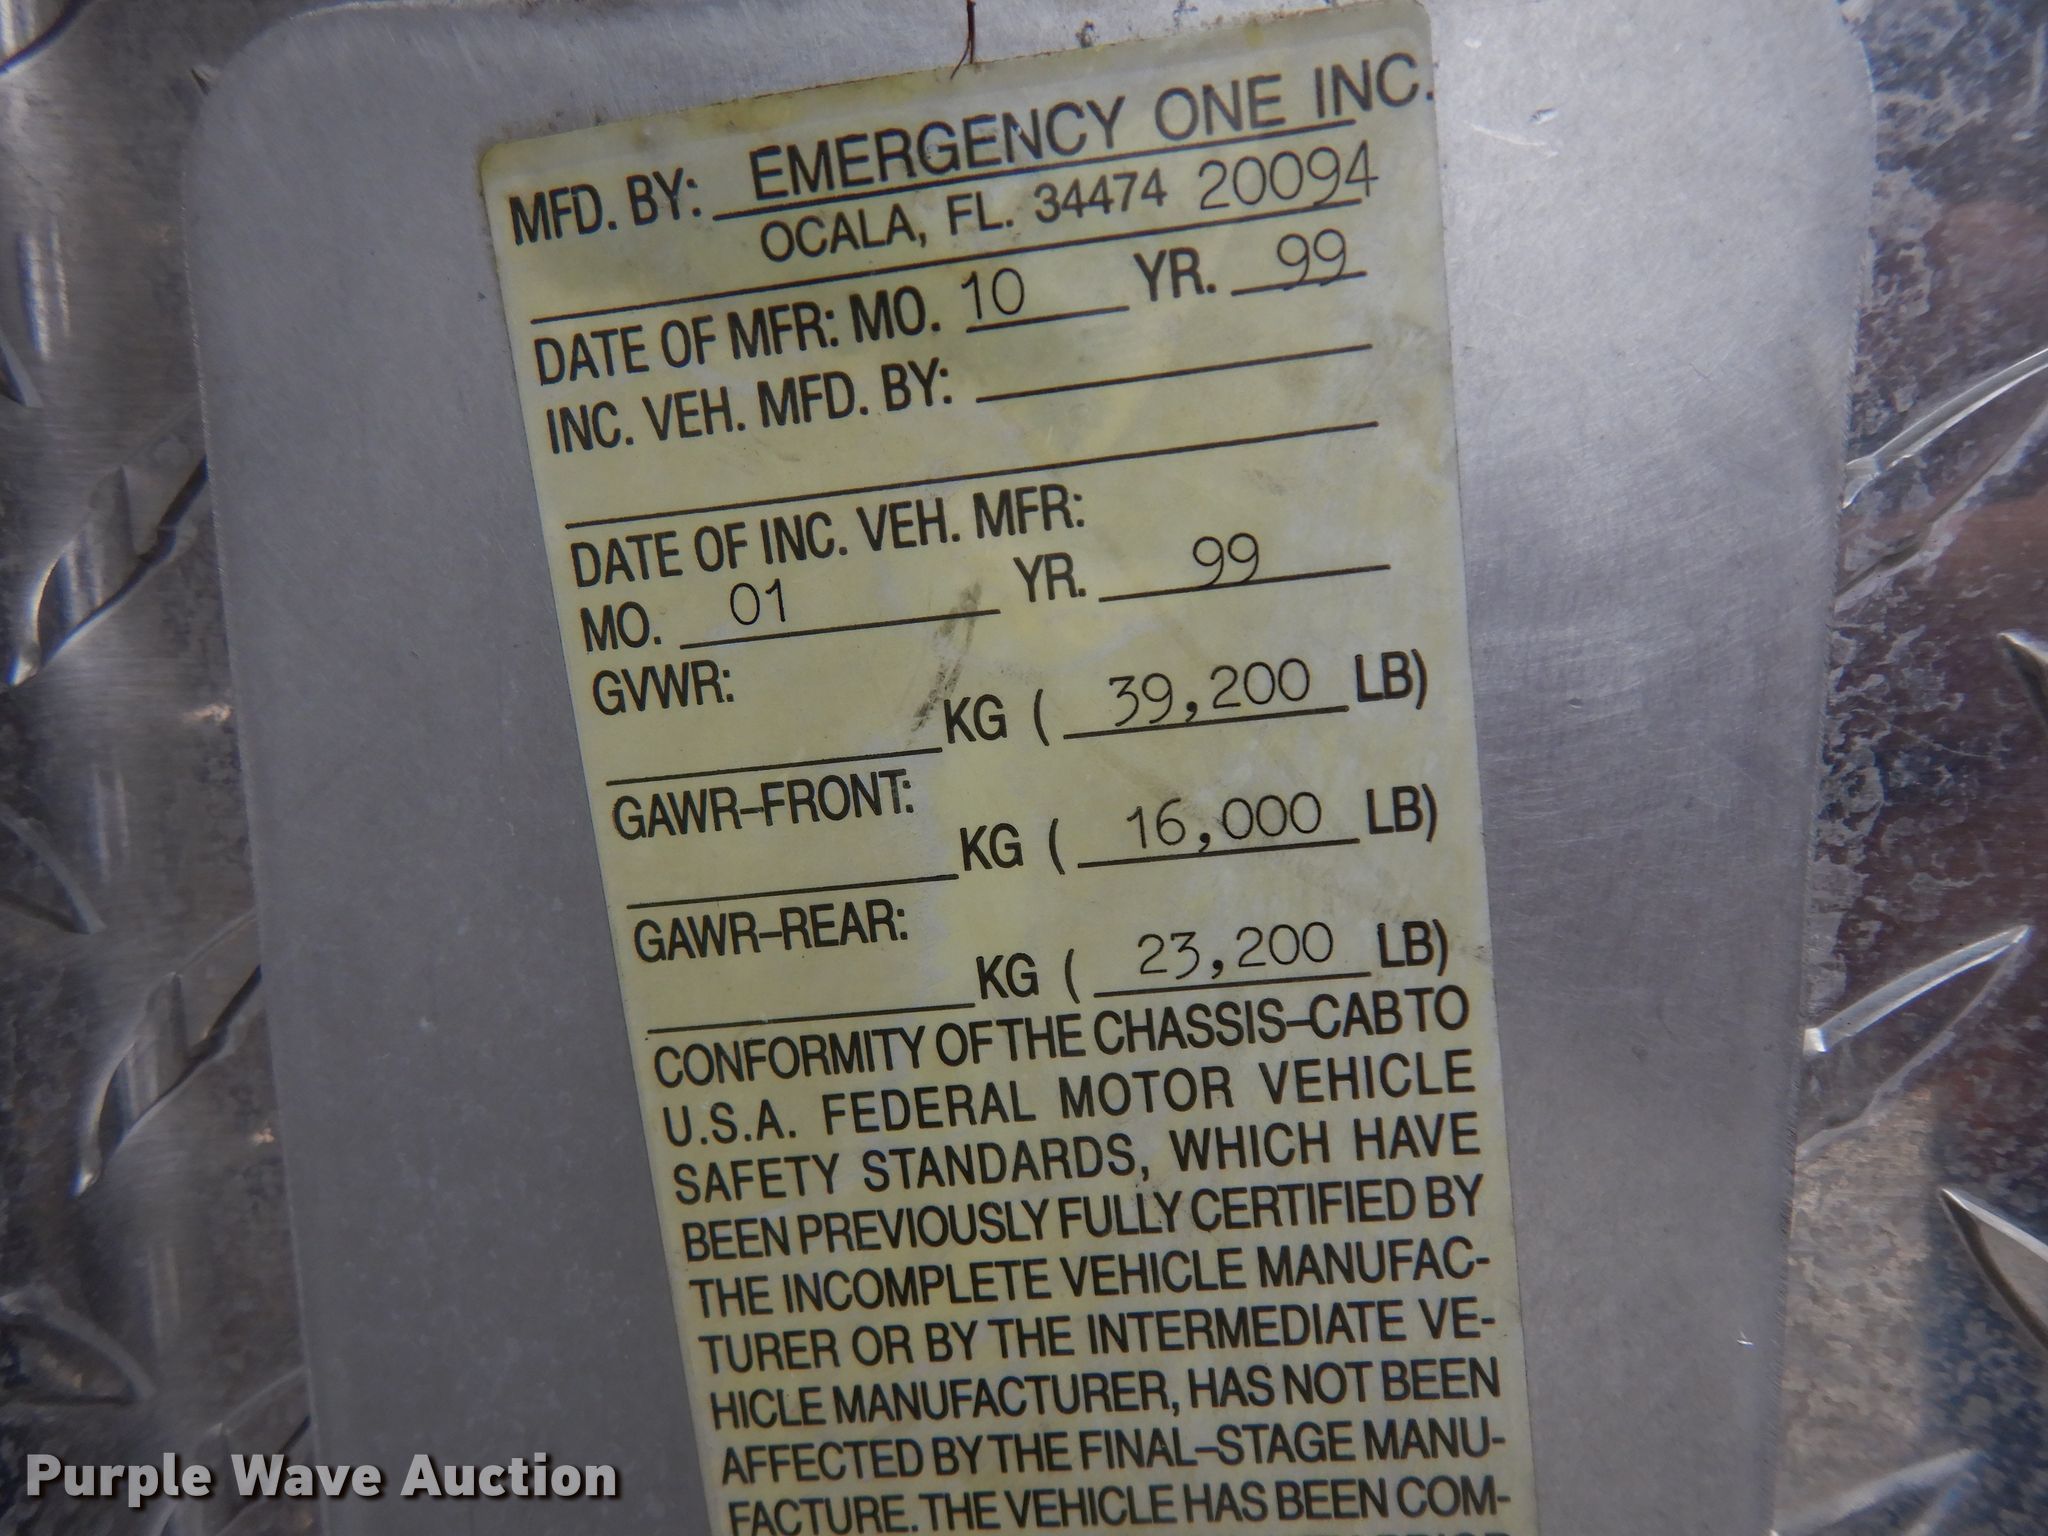 MFD. BY: EMERGENCY ONE INC.
OCALA, FL. 34474 20094
DATE OF MFR: MO. 10 YR. 99
INC. VEH. MFD. BY:
DATE OF INC. VEH. MFR:
MO. 01 YR. 99
GVWR:
KG ( 39,200 LB)
GAWR-FRONT:
KG ( 16,000 LB)
GAWR-REAR:
KG ( 23,200 LB)
CONFORMITY OF THE CHASSIS-CAB TO
U.S.A. FEDERAL MOTOR VEHICLE
SAFETY STANDARDS, WHICH HAVE
BEEN PREVIOUSLY FULLY CERTIFIED BY
THE INCOMPLETE VEHICLE MANUFAC-
TURER OR BY THE INTERMEDIATE VE-
HICLE MANUFACTURER, HAS NOT BEEN
AFFECTED BY THE FINAL-STAGE MANU-
FACTURE. THE VEHICLE HAS BEEN COM-
Purple Wave Auction